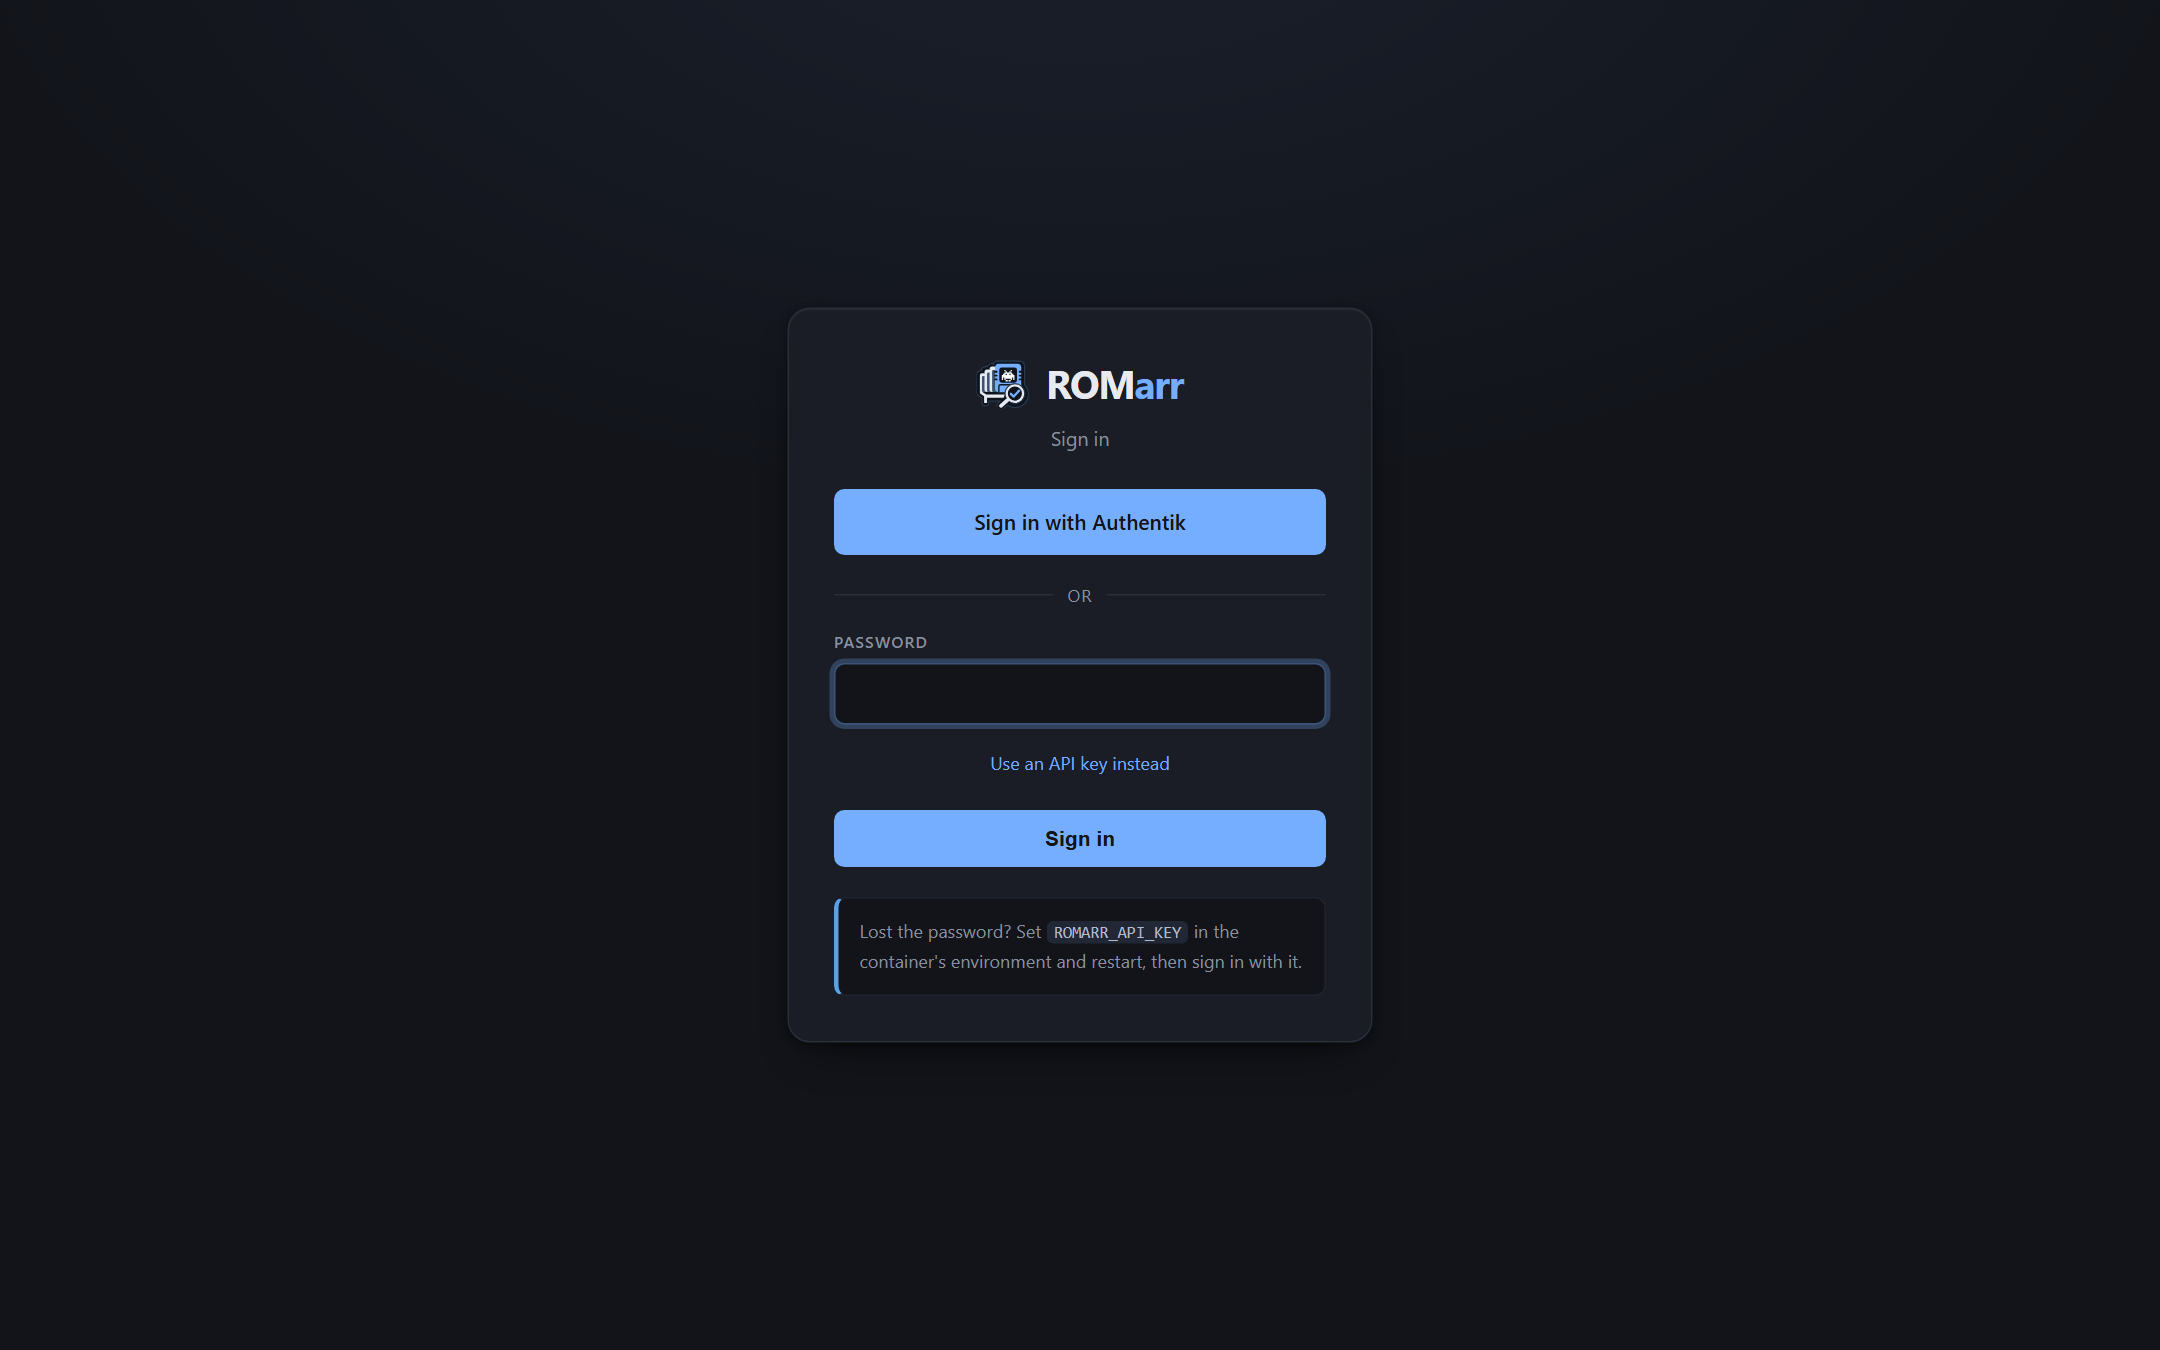 ROMarr
Sign in
Sign in with Authentik
OR
PASSWORD
Use an API key instead
Sign in
Lost the password? Set ROMARR_API_KEY in the
container's environment and restart, then sign in with it.